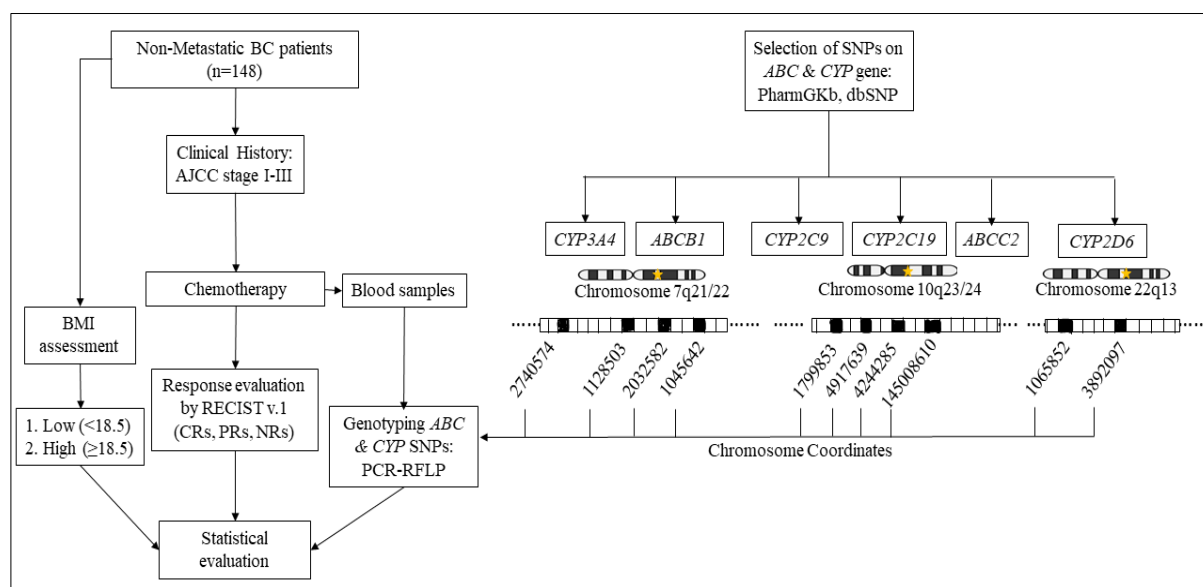 Non-Metastatic BC patients
(n=148)
Clinical History:
AJCC stage I-III
Chemotherapy
Blood samples
BMI
assessment
1. Low (<18.5)
2. High (≥18.5)
Response evaluation
by RECIST v.1
(CRs, PRs, NRs)
Genotyping ABC
& CYP SNPs:
PCR-RFLP
Statistical
evaluation
Selection of SNPs on
ABC & CYP gene:
PharmGKb, dbSNP
CYP3A4
ABCB1
CYP2C9
CYP2C19
ABCC2
CYP2D6
Chromosome 7q21/22
Chromosome 10q23/24
Chromosome 22q13
2740574
1128503
2032582
1045642
1799853
4917639
4244285
145008610
1065852
3892097
Chromosome Coordinates